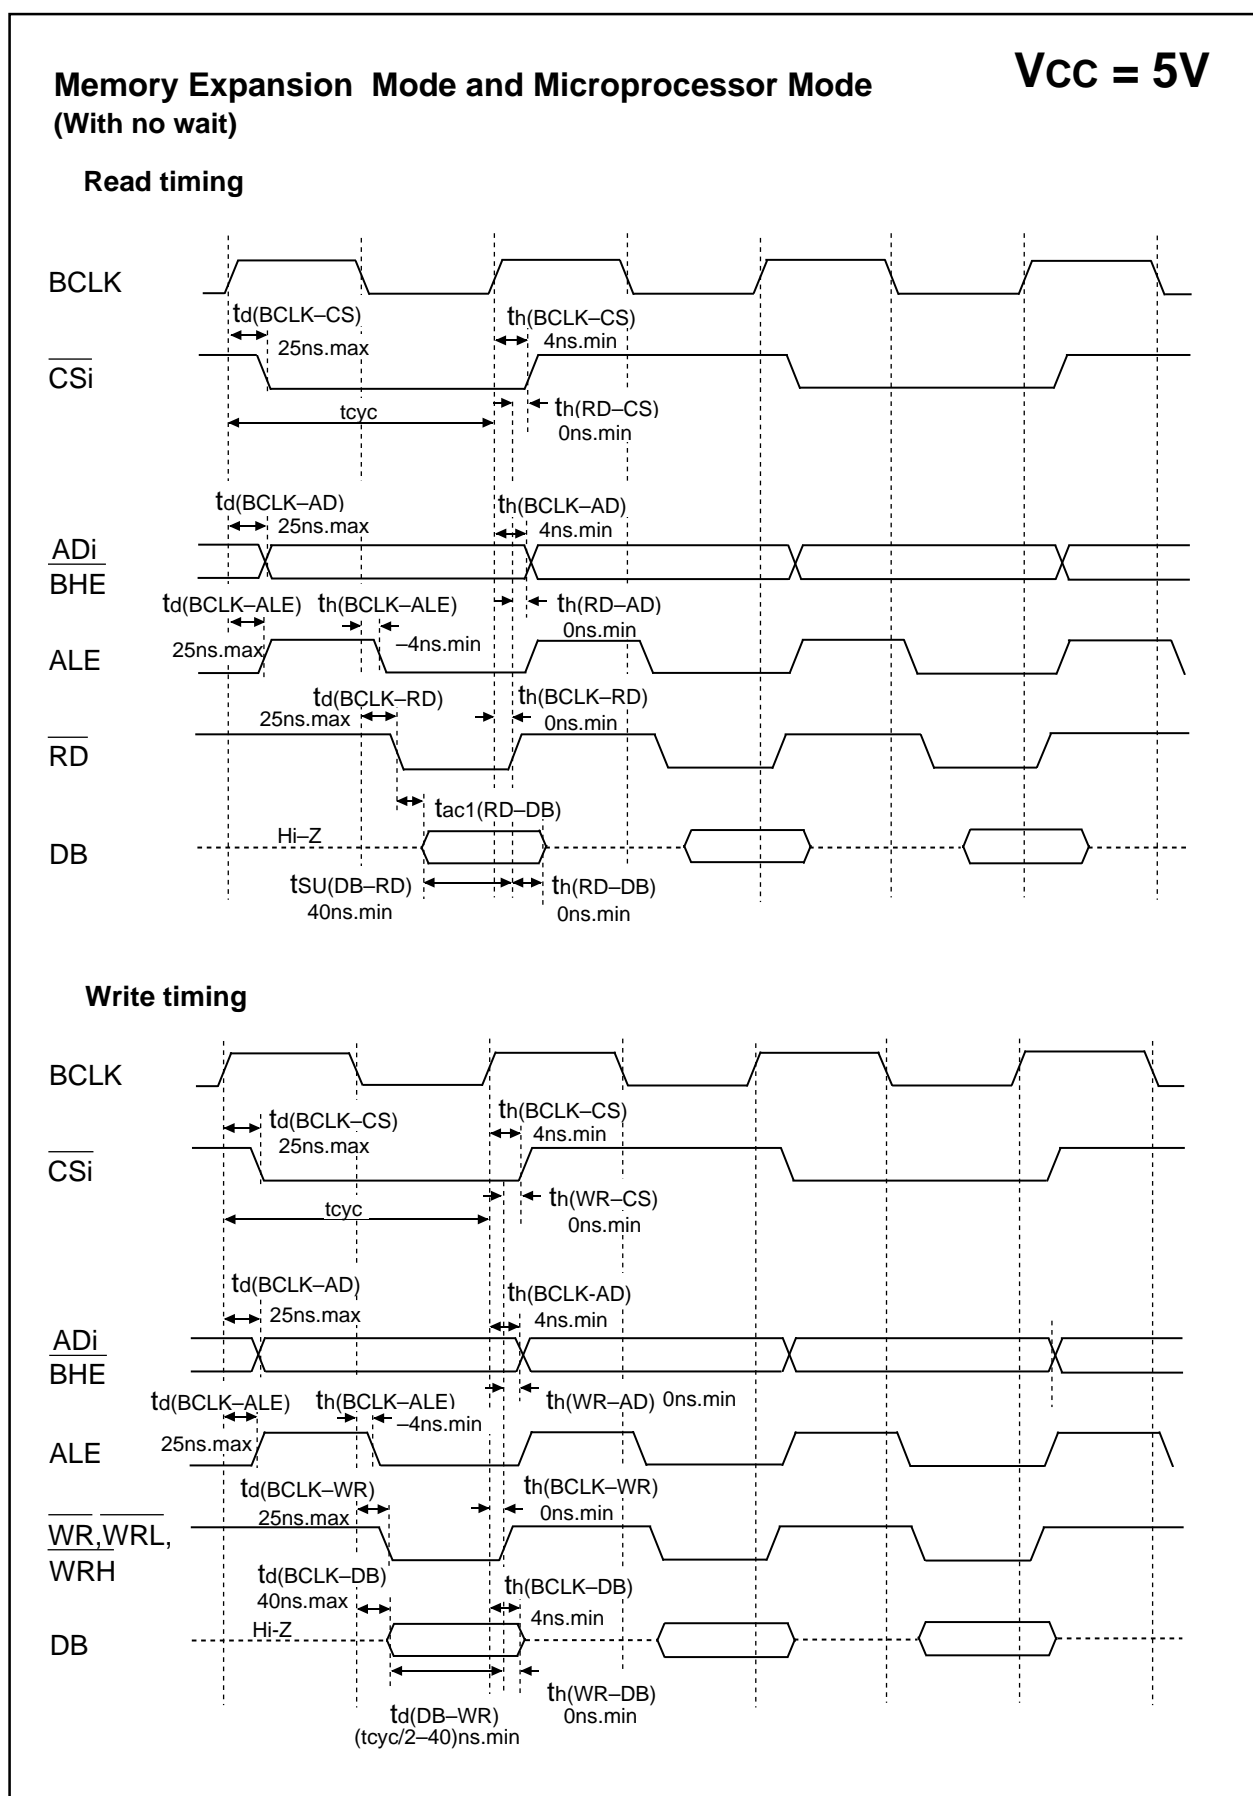 VCC = 5V
Memory Expansion Mode and Microprocessor Mode
(With no wait)
Read timing
BCLK
td(BCLK–CS)
25ns.max
th(BCLK–CS)
4ns.min
CSi
tcyc
th(RD–CS)
0ns.min
td(BCLK–AD)
25ns.max
th(BCLK–AD)
4ns.min
ADi
BHE
td(BCLK–ALE)
25ns.max
th(BCLK–ALE)
–4ns.min
th(RD–AD)
0ns.min
ALE
td(BCLK–RD)
25ns.max
th(BCLK–RD)
0ns.min
RD
tac1(RD–DB)
Hi–Z
DB
tSU(DB–RD)
40ns.min
th(RD–DB)
0ns.min
Write timing
BCLK
td(BCLK–CS)
25ns.max
th(BCLK–CS)
4ns.min
CSi
tcyc
th(WR–CS)
0ns.min
td(BCLK–AD)
25ns.max
th(BCLK-AD)
4ns.min
ADi
BHE
td(BCLK–ALE)
25ns.max
th(BCLK–ALE)
–4ns.min
th(WR–AD) 0ns.min
ALE
td(BCLK–WR)
25ns.max
th(BCLK–WR)
0ns.min
WR,WRL,
WRH
td(BCLK–DB)
40ns.max
th(BCLK–DB)
4ns.min
Hi-Z
DB
td(DB–WR)
(tcyc/2–40)ns.min
th(WR–DB)
0ns.min